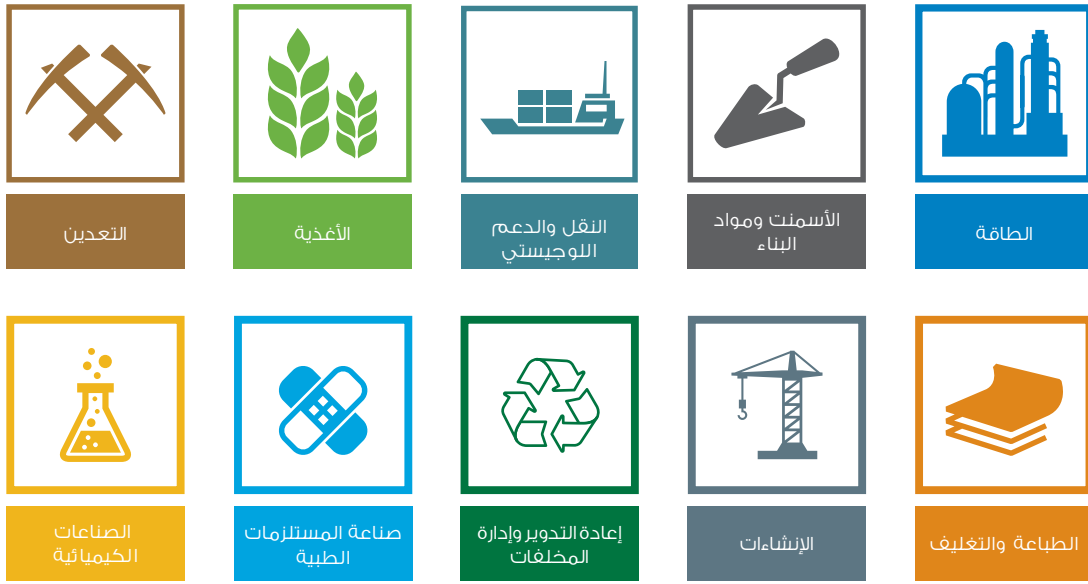 الطاقة
الأسمنت ومواد
البناء
النقل والدعم
اللوجيستي
الأغذية
التعدين
الطباعة والتغليف
الإنشاءات
إعادة التدوير وإدارة
المخلفات
صناعة المستلزمات
الطبية
الصناعات
الكيميائية